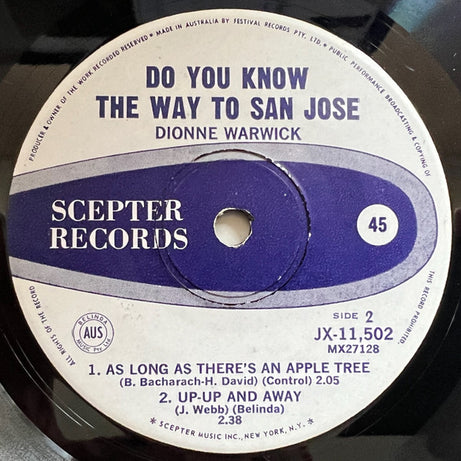 PRODUCER & OWNER OF THE WORK RECORDED RESERVED ★ MADE IN AUSTRALIA BY FESTIVAL RECORDS PTY. LTD. ★ PUBLIC PERFORMANCE BROADCASTING & COPYING OF THIS RECORD PROHIBITED.
DO YOU KNOW
THE WAY TO SAN JOSE
DIONNE WARWICK
SCEPTER
RECORDS
45
ALL RIGHTS OF THE RECORD
BELINDA
AUS
Music Pty. Ltd.
SIDE 2
JX-11,502
MX27128
1. AS LONG AS THERE'S AN APPLE TREE
(B. Bacharach-H. David) (Control) 2.05
2. UP-UP AND AWAY
(J. Webb) (Belinda)
2.38
* SCEPTER MUSIC INC., NEW YORK, N.Y. *